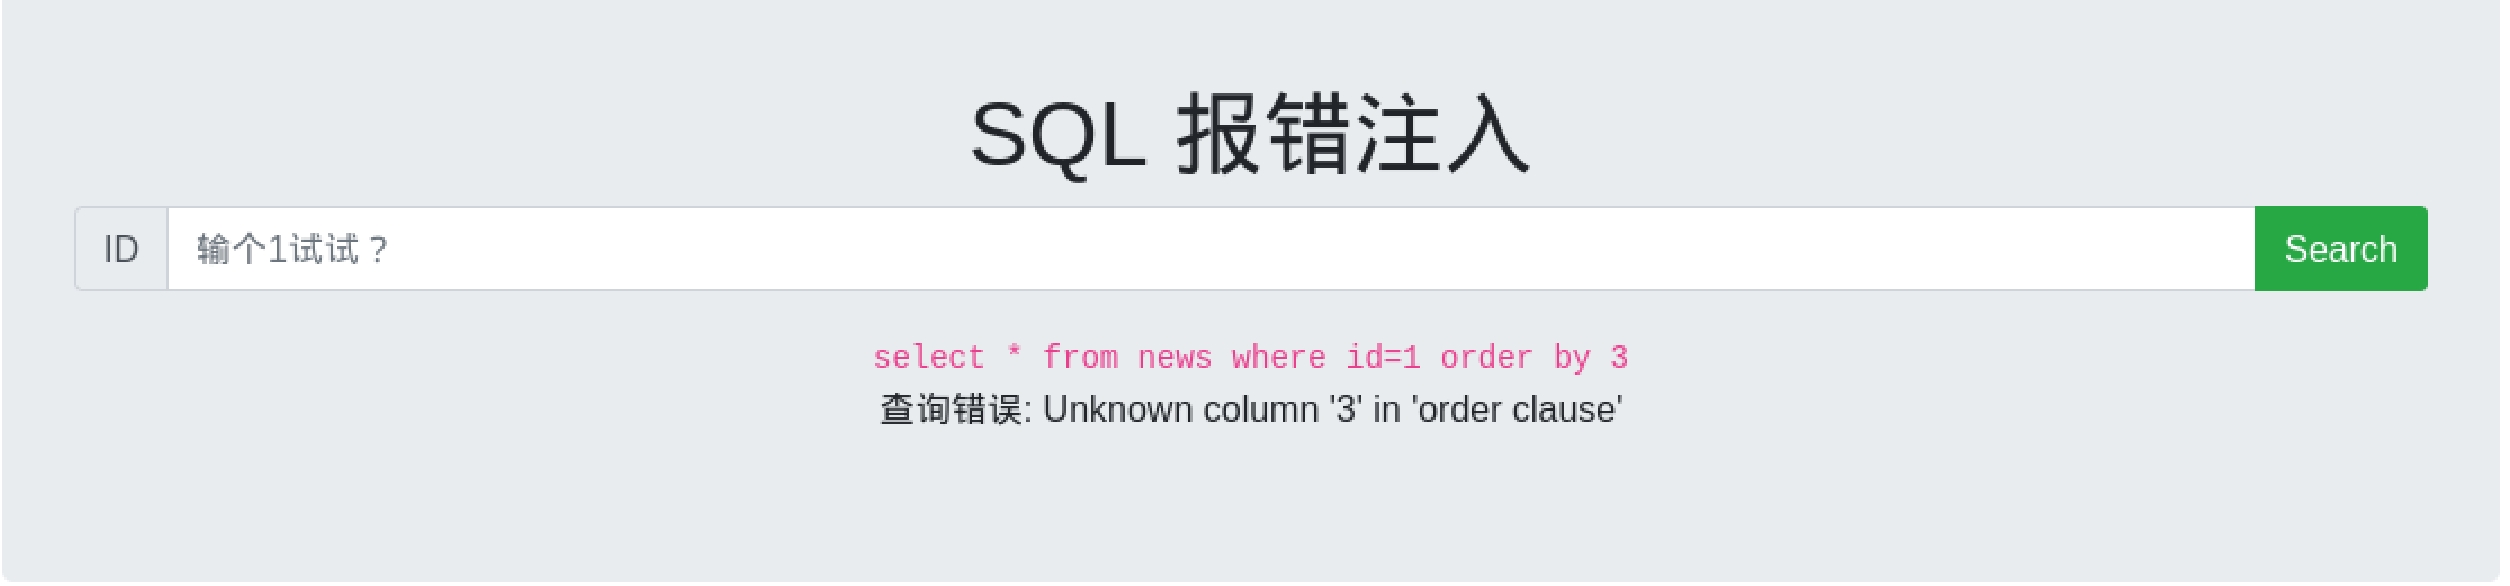 SQL 报错注入
ID 输个1试试？ Search
select * from news where id=1 order by 3
查询错误: Unknown column '3' in 'order clause'